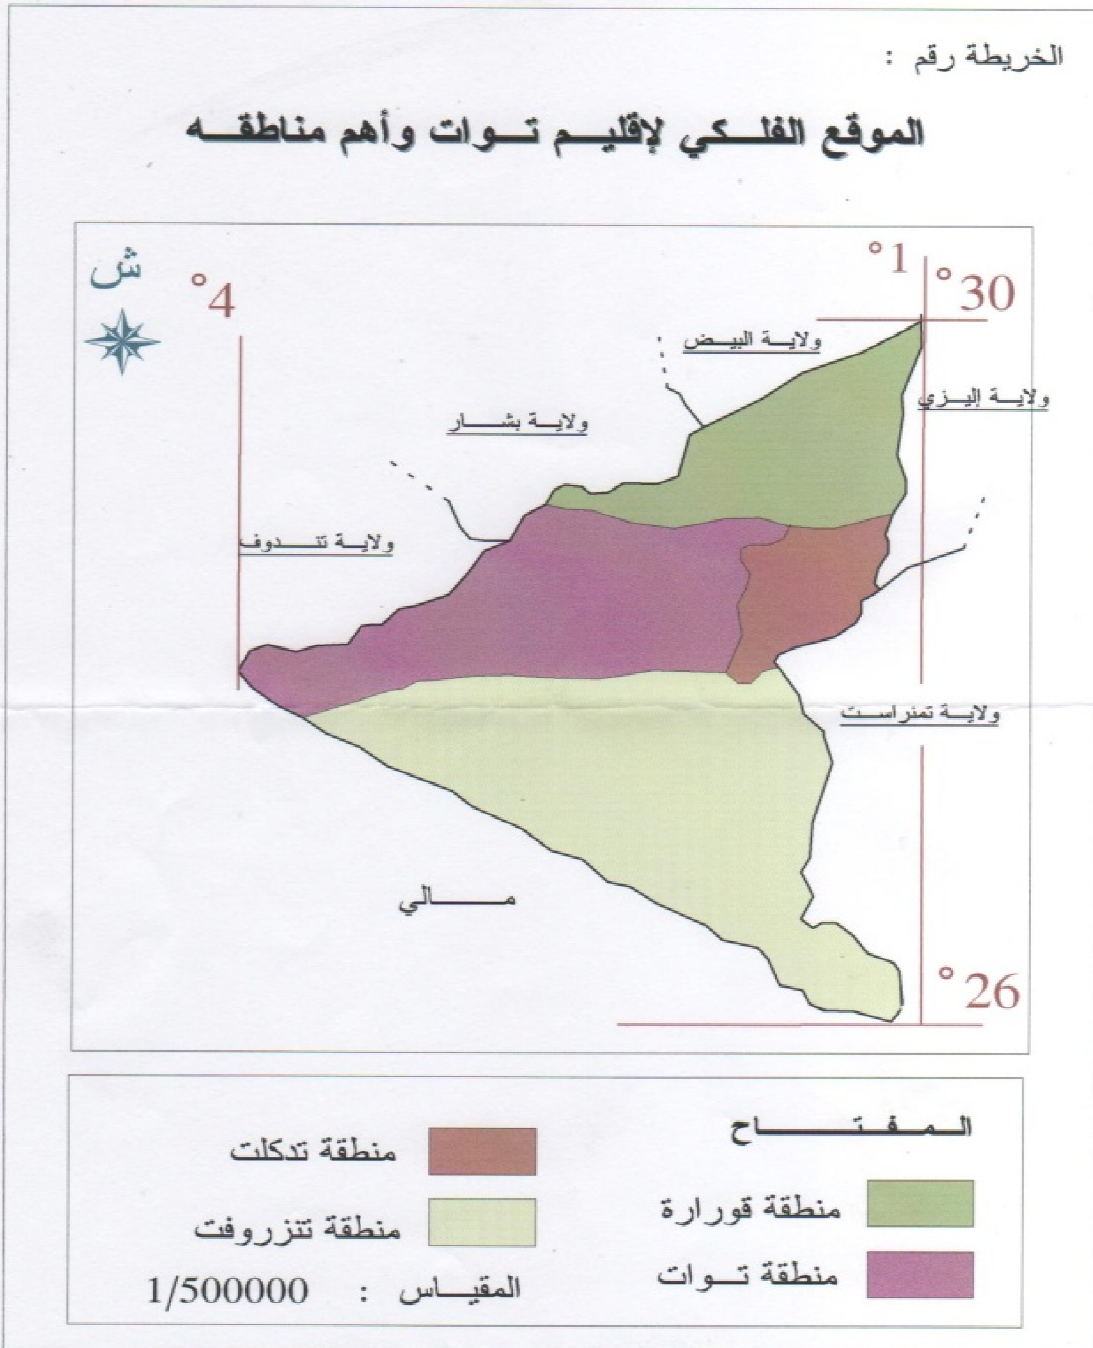 الخريطة رقم :
الموقع الفلكي لإقليم توات وأهم مناطقه
ش
°4
°1
°30
ولاية البيض
ولاية إليزي
ولاية بشار
ولاية تندوف
ولاية تمنراست
مالي
°26
المفتاح
منطقة قورارة
منطقة توات
منطقة تدكلت
منطقة تنزروفت
المقياس : 1/500000